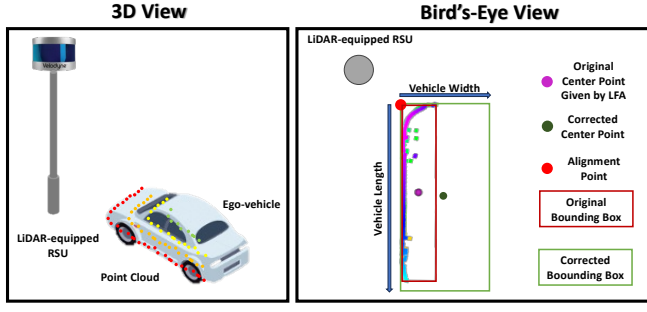 3D View
Velodyne
LiDAR-equipped
RSU
Point Cloud
Ego-vehicle
Bird's-Eye View
LiDAR-equipped RSU
Vehicle Width
Vehicle Length
Original
Center Point
Given by LFA
Corrected
Center Point
Alignment
Point
Original
Bounding Box
Corrected
Boounding Box